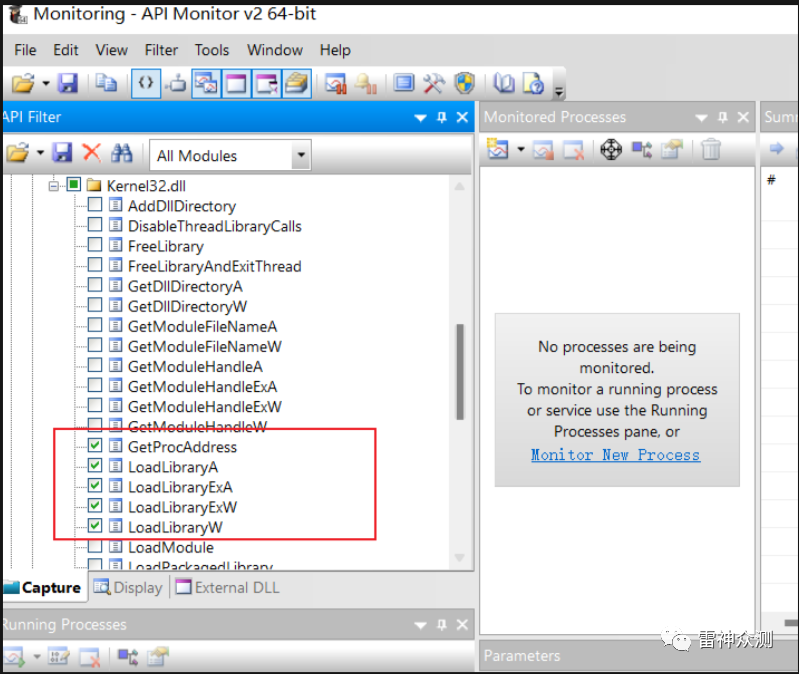 Monitoring - API Monitor v2 64-bit
File Edit View Filter Tools Window Help
API Filter
All Modules
Kernel32.dll
AddDllDirectory
DisableThreadLibraryCalls
FreeLibrary
FreeLibraryAndExitThread
GetDllDirectoryA
GetDllDirectoryW
GetModuleFileNameA
GetModuleFileNameW
GetModuleHandleA
GetModuleHandleExA
GetModuleHandleExW
GetModuleHandleW
GetProcAddress
LoadLibraryA
LoadLibraryExA
LoadLibraryExW
LoadLibraryW
LoadModule
LoadPackagedLibrary
Capture Display External DLL
Running Processes
Monitored Processes
No processes are being
monitored.
To monitor a running process
or service use the Running
Processes pane, or
Monitor New Process
Parameters
Sum
#
雷神众测